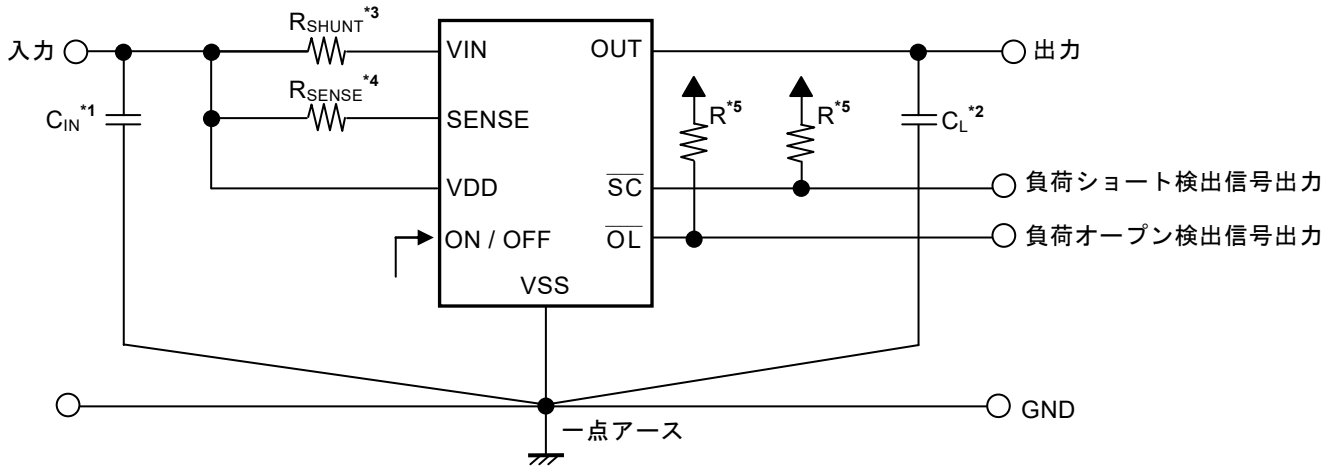 入力
R_SHUNT*3
VIN
OUT
出力
R_SENSE*4
C_IN*1
SENSE
R*5
R*5
C_L*2
VDD
S̅C̅
負荷ショート検出信号出力
ON / OFF
O̅L̅
負荷オープン検出信号出力
VSS
GND
一点アース